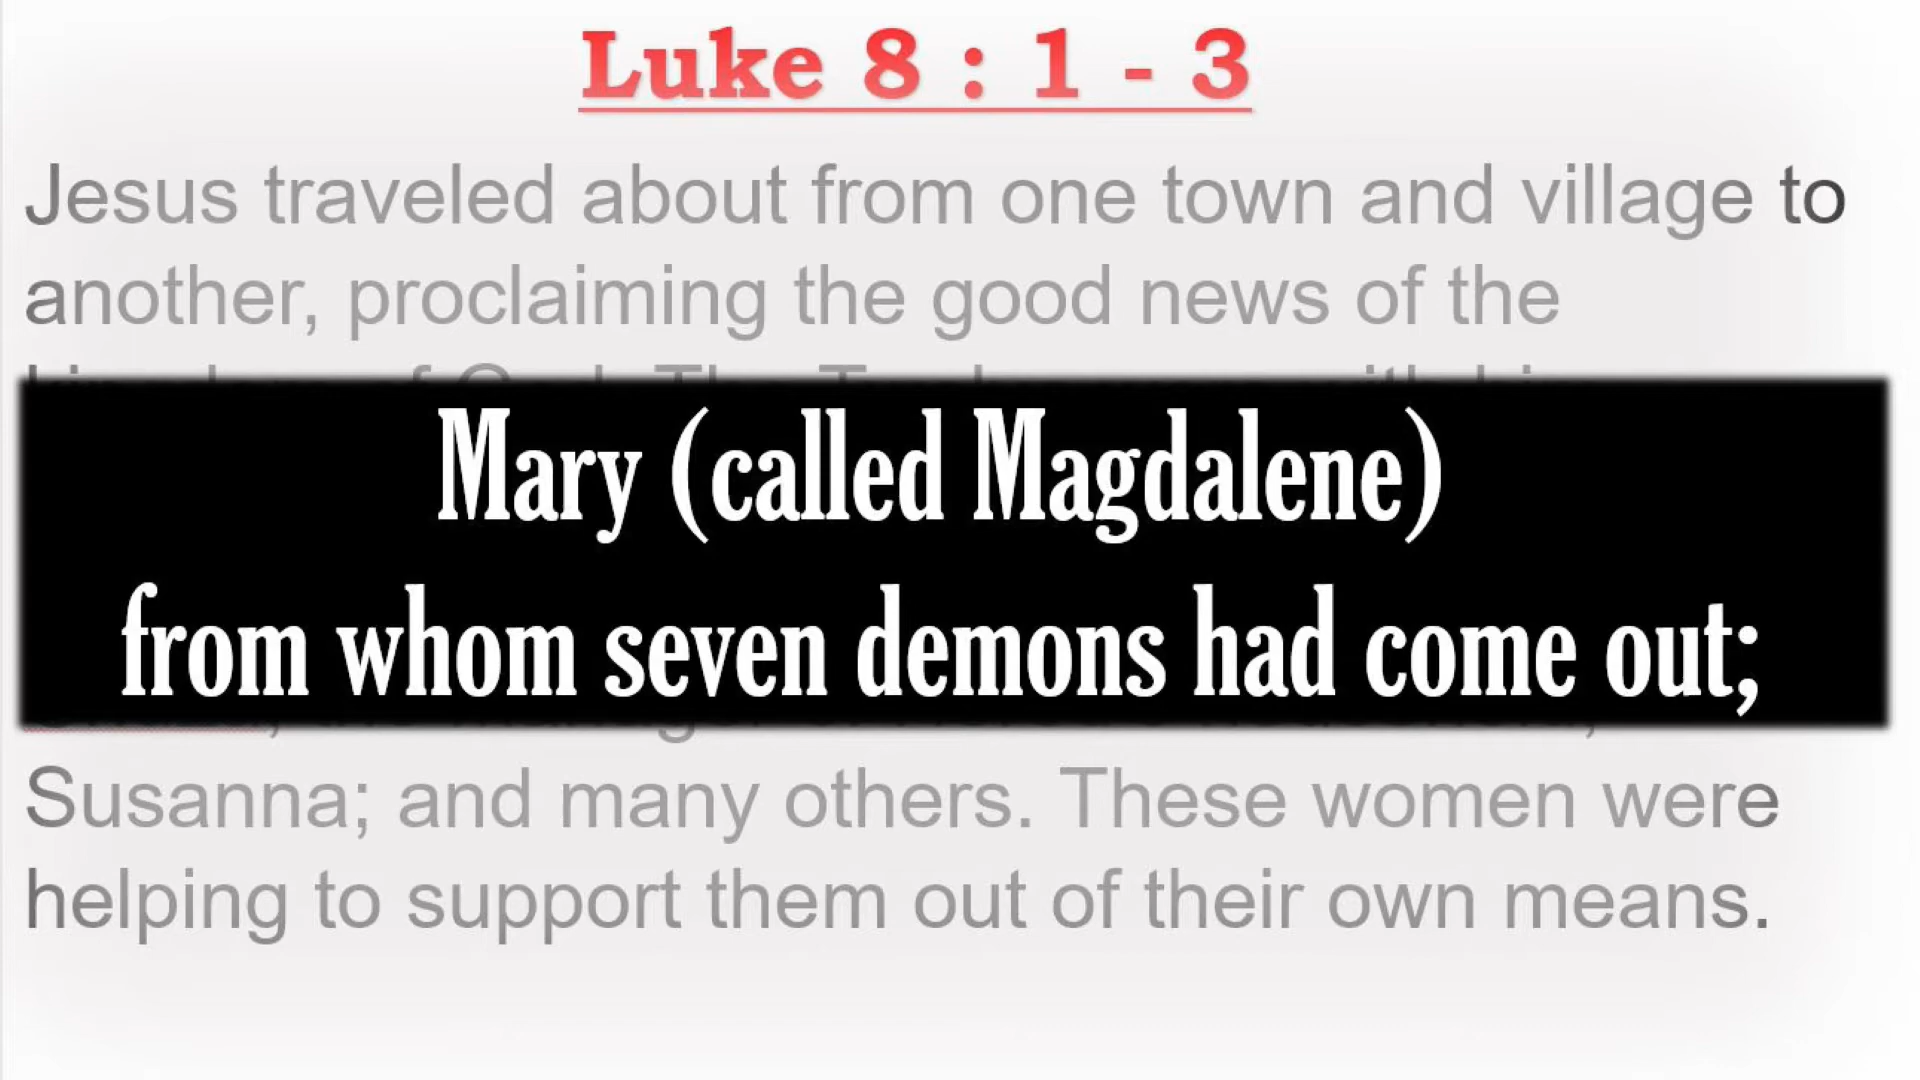 Luke 8 : 1 - 3
Jesus traveled about from one town and village to
another, proclaiming the good news of the
Mary (called Magdalene)
from whom seven demons had come out;
Susanna; and many others. These women were
helping to support them out of their own means.